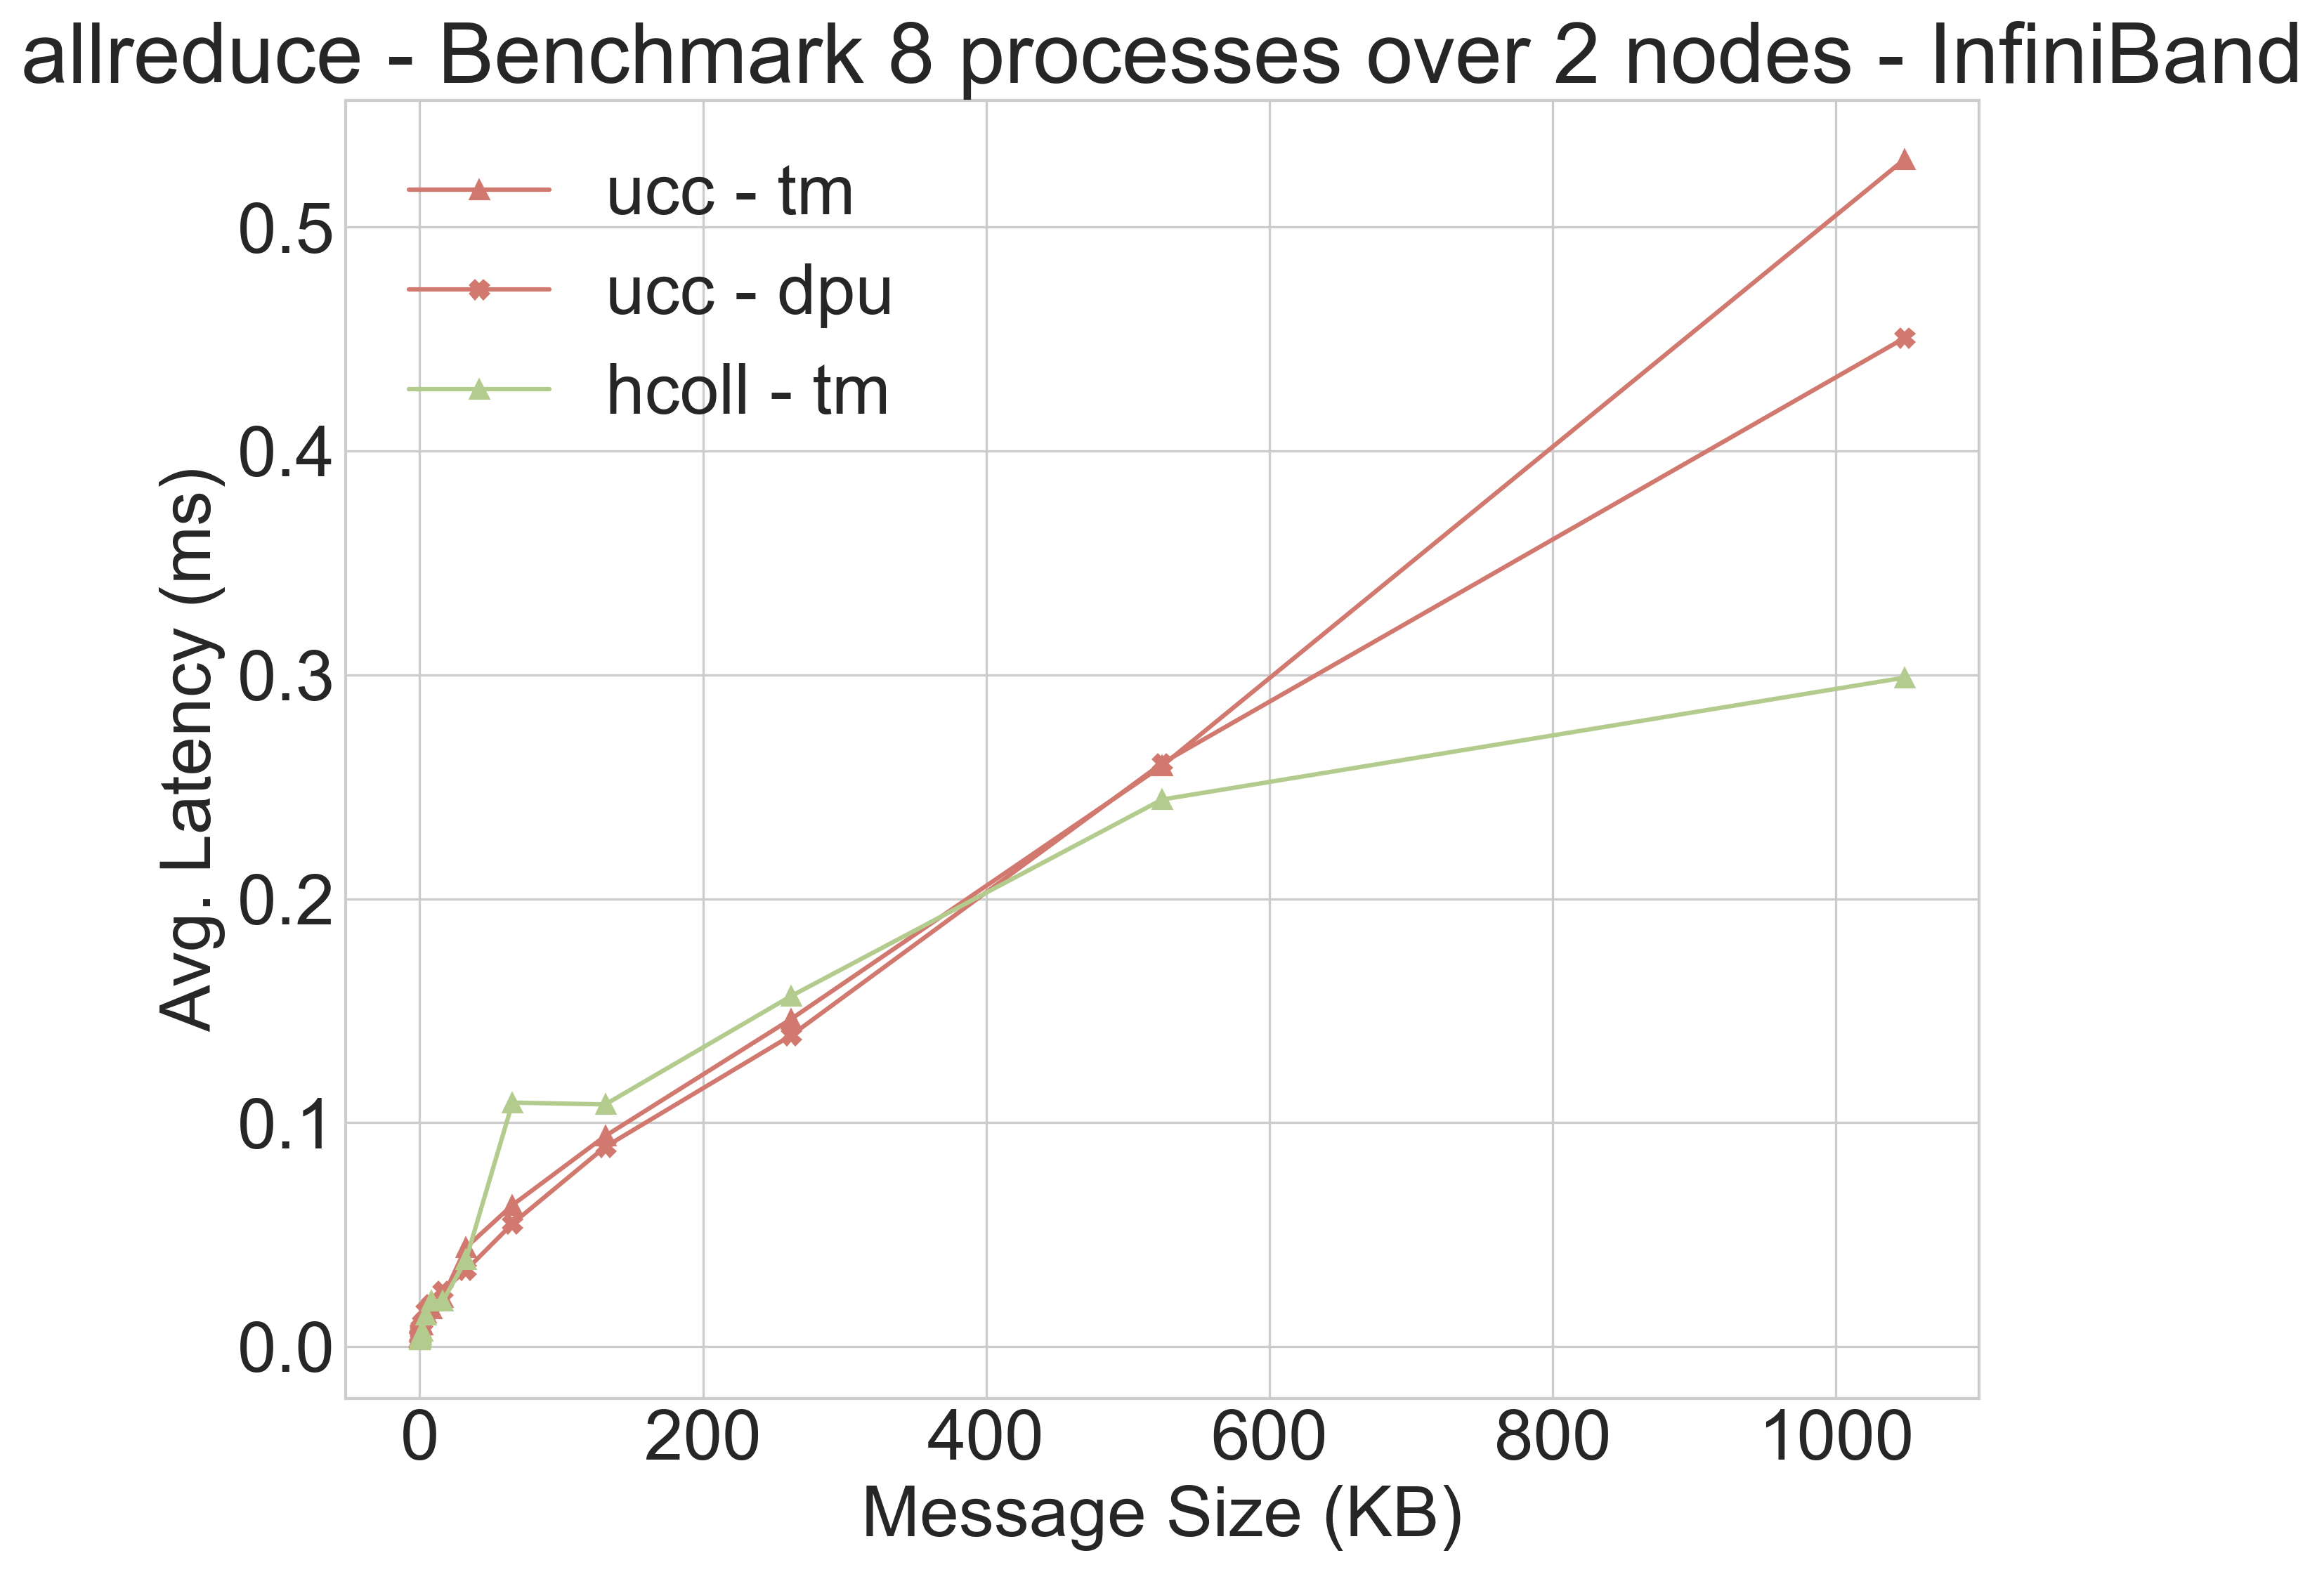 allreduce - Benchmark 8 processes over 2 nodes - InfiniBand
ucc - tm
ucc - dpu
hcoll - tm
Avg. Latency (ms)
0.5
0.4
0.3
0.2
0.1
0.0
0 200 400 600 800 1000
Message Size (KB)